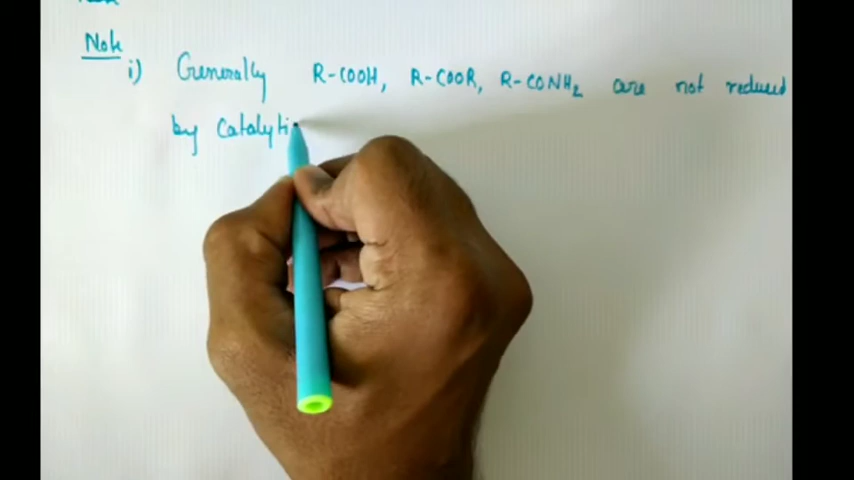 Note
i) Generally R-COOH, R-COOR, R-CONH₂ are not reduced
by Catalyti